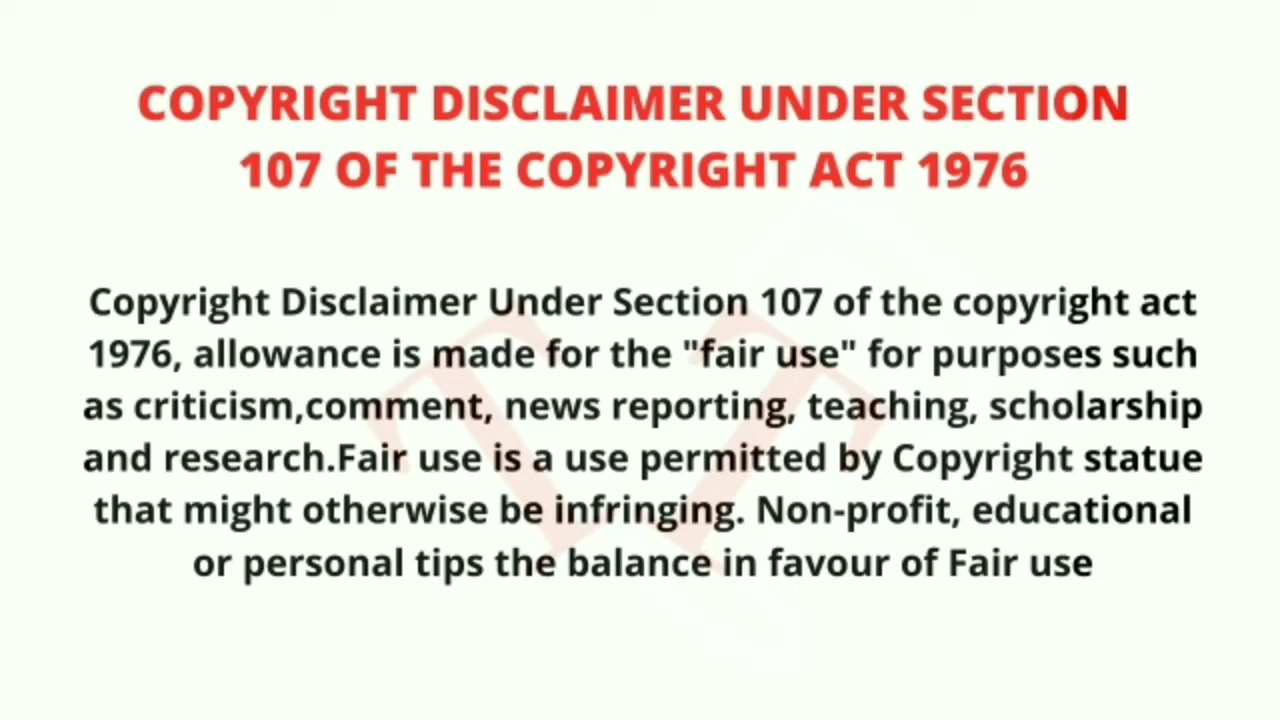 COPYRIGHT DISCLAIMER UNDER SECTION
107 OF THE COPYRIGHT ACT 1976
Copyright Disclaimer Under Section 107 of the copyright act
1976, allowance is made for the "fair use" for purposes such
as criticism,comment, news reporting, teaching, scholarship
and research.Fair use is a use permitted by Copyright statue
that might otherwise be infringing. Non-profit, educational
or personal tips the balance in favour of Fair use
TT